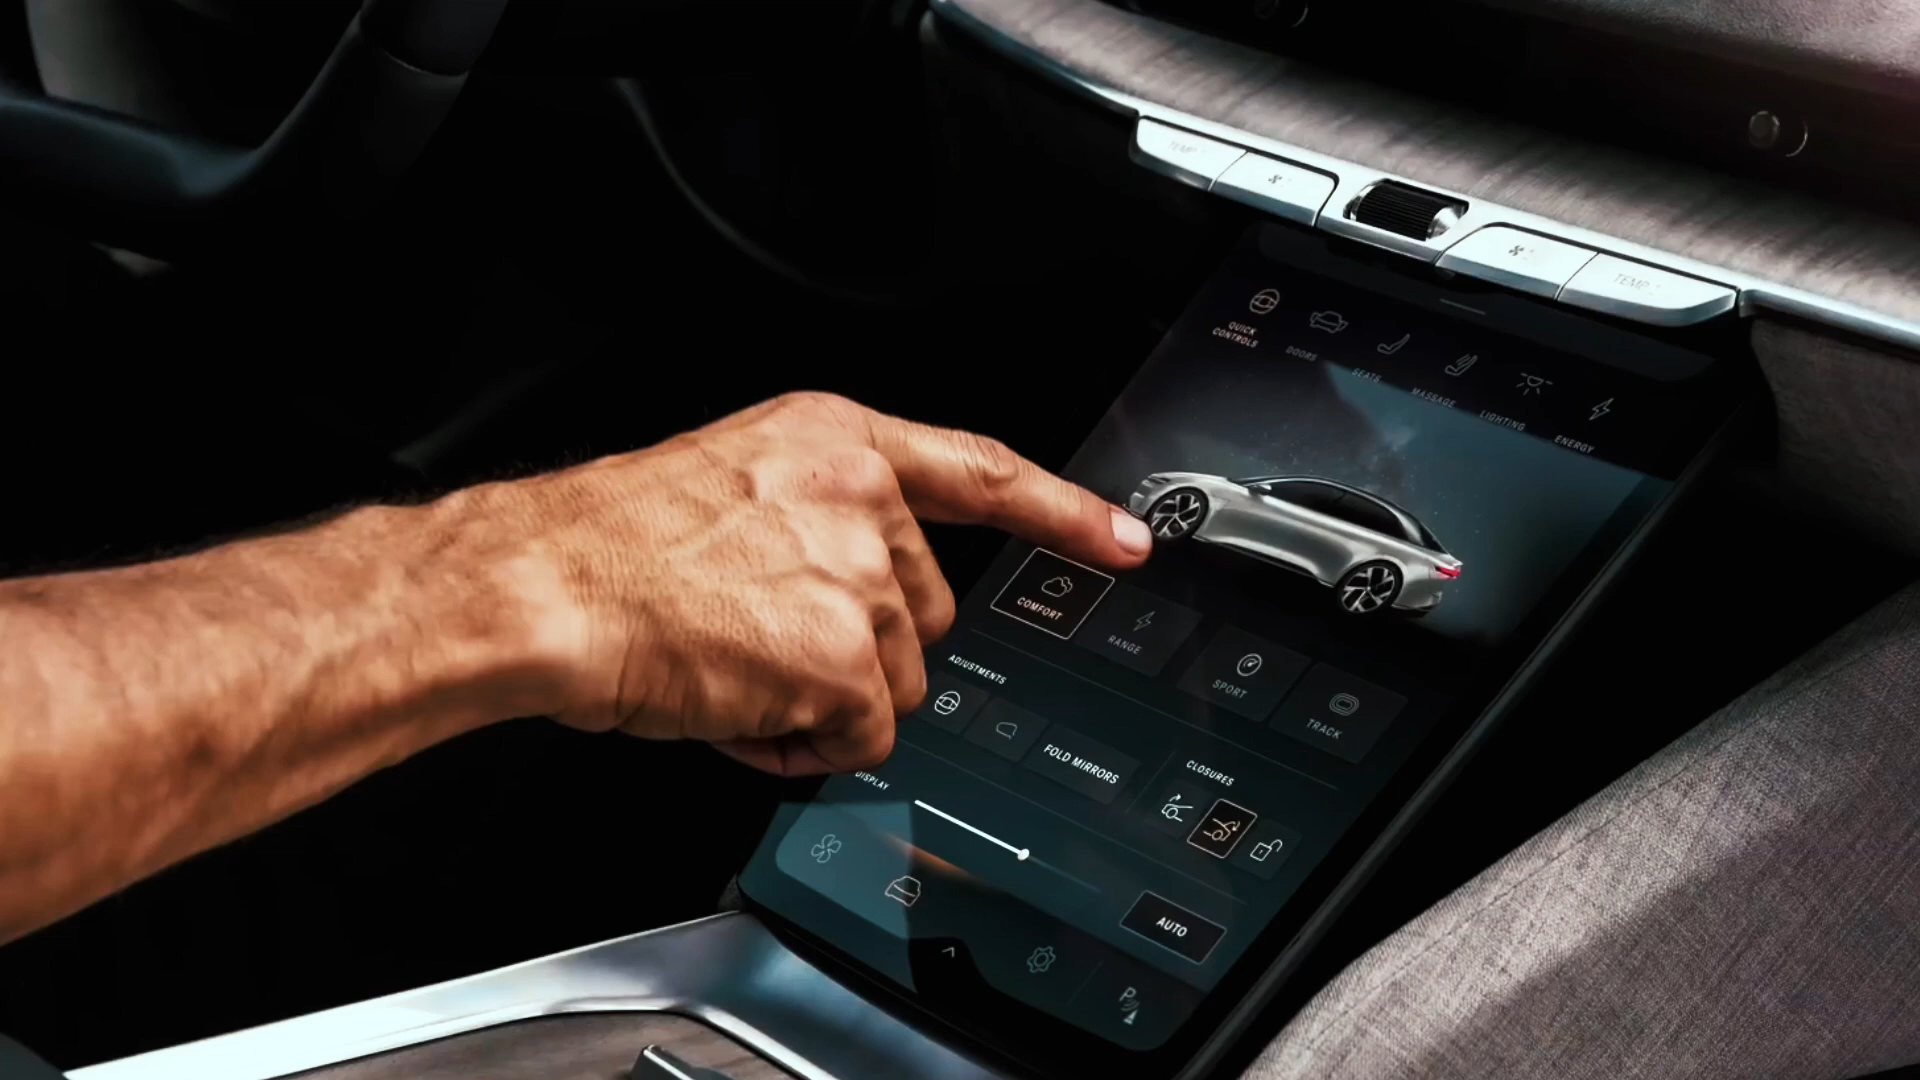 TEMP
TEMP
QUICK
CONTROLS
DOORS
SEATS
MASSAGE
LIGHTING
ENERGY
COMFORT
RANGE
SPORT
TRACK
ADJUSTMENTS
FOLD MIRRORS
CLOSURES
DISPLAY
AUTO
P